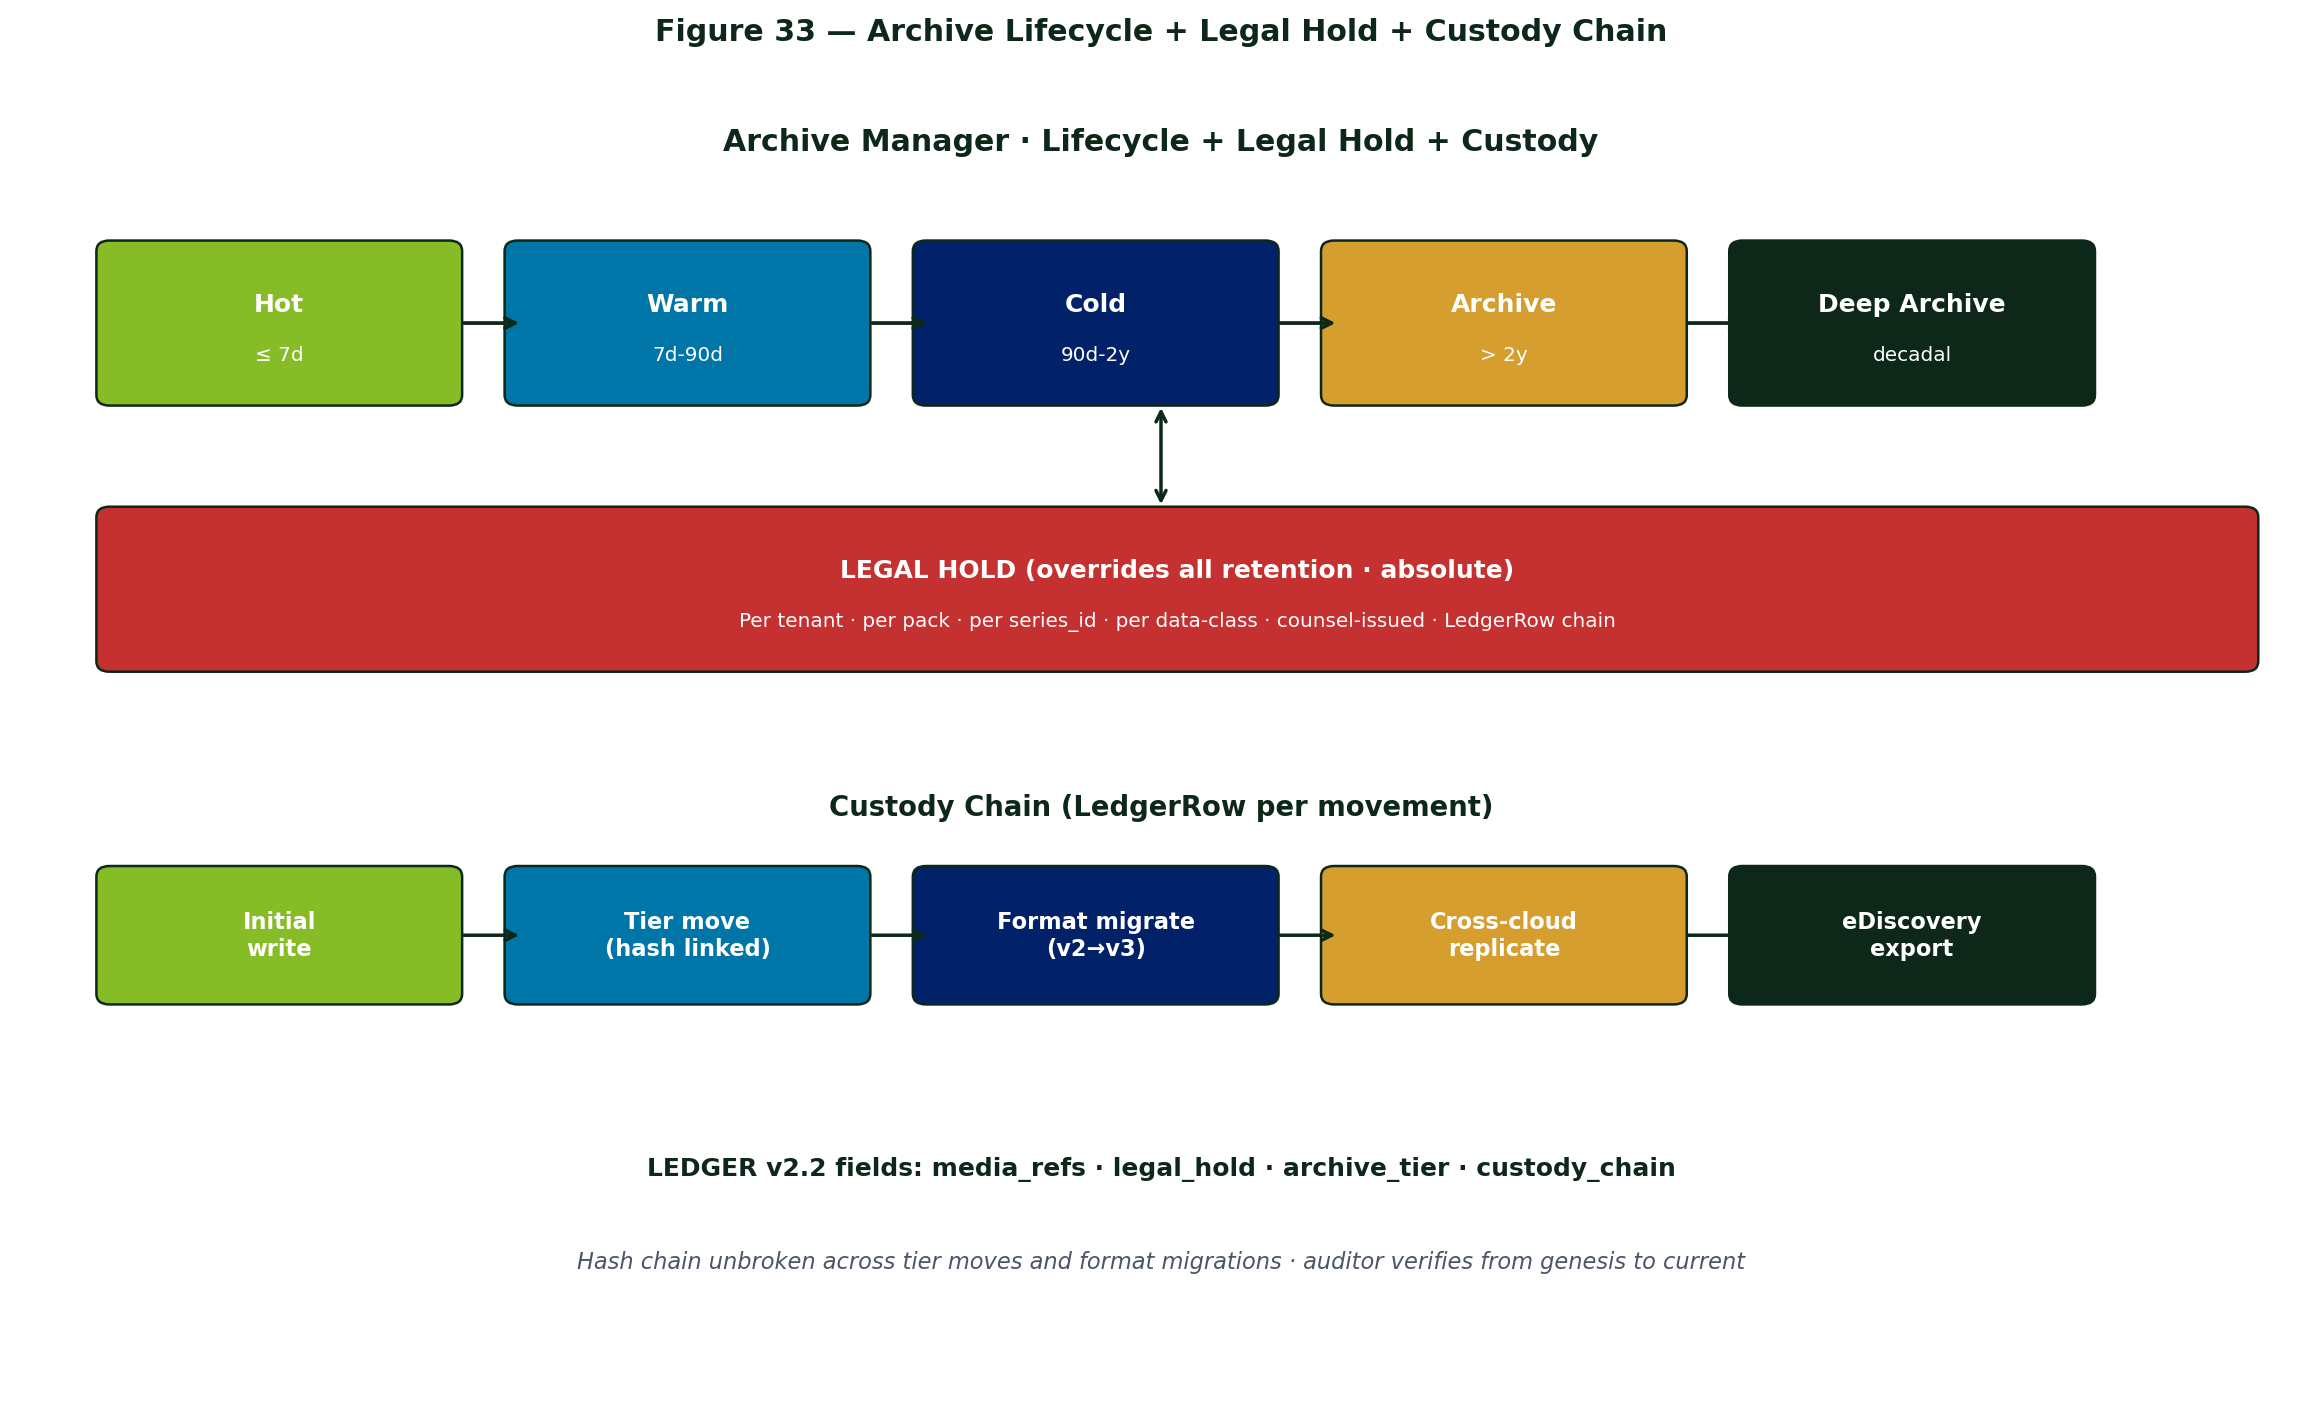 Figure 33 — Archive Lifecycle + Legal Hold + Custody Chain
Archive Manager · Lifecycle + Legal Hold + Custody
Hot
≤ 7d
Warm
7d-90d
Cold
90d-2y
Archive
> 2y
Deep Archive
decadal
LEGAL HOLD (overrides all retention · absolute)
Per tenant · per pack · per series_id · per data-class · counsel-issued · LedgerRow chain
Custody Chain (LedgerRow per movement)
Initial
write
Tier move
(hash linked)
Format migrate
(v2→v3)
Cross-cloud
replicate
eDiscovery
export
LEDGER v2.2 fields: media_refs · legal_hold · archive_tier · custody_chain
Hash chain unbroken across tier moves and format migrations · auditor verifies from genesis to current